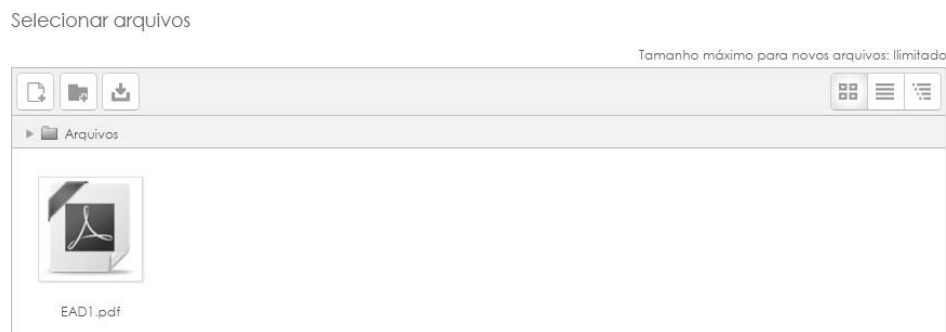 Selecionar arquivos
Tamanho máximo para novos arquivos: Ilimitado
Arquivos
EAD1.pdf